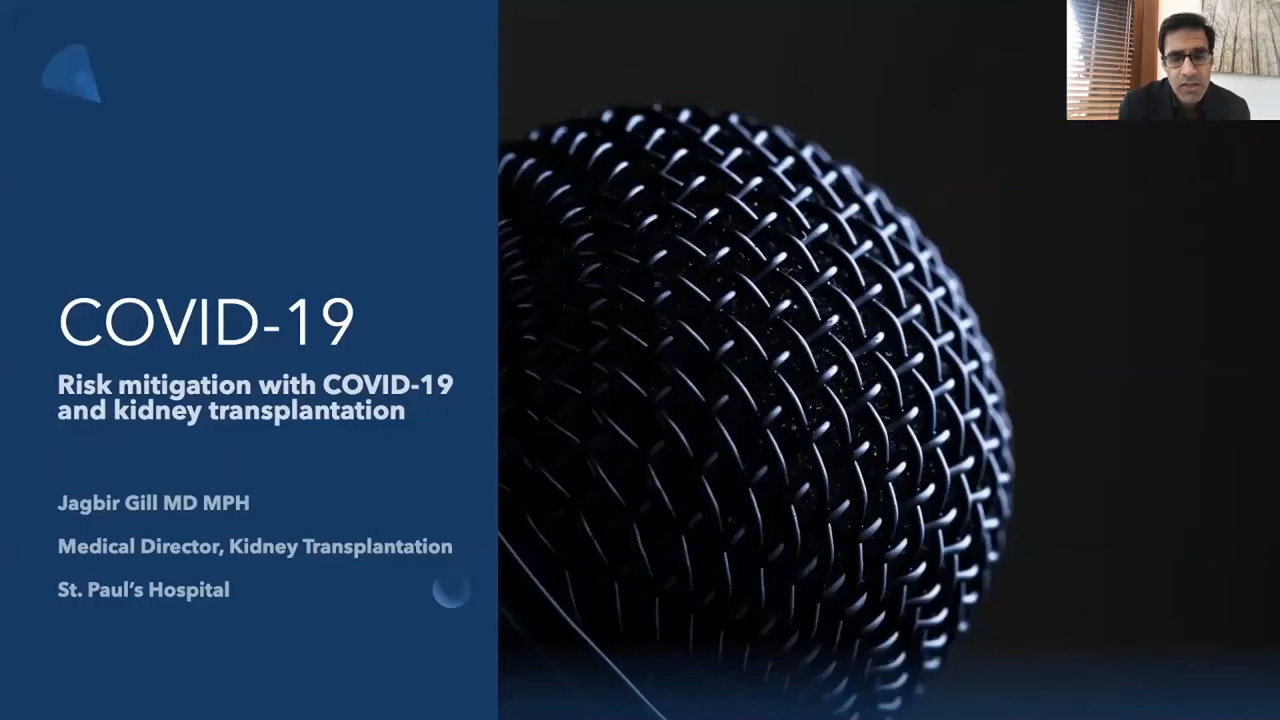 COVID-19
Risk mitigation with COVID-19
and kidney transplantation
Jagbir Gill MD MPH
Medical Director, Kidney Transplantation
St. Paul’s Hospital